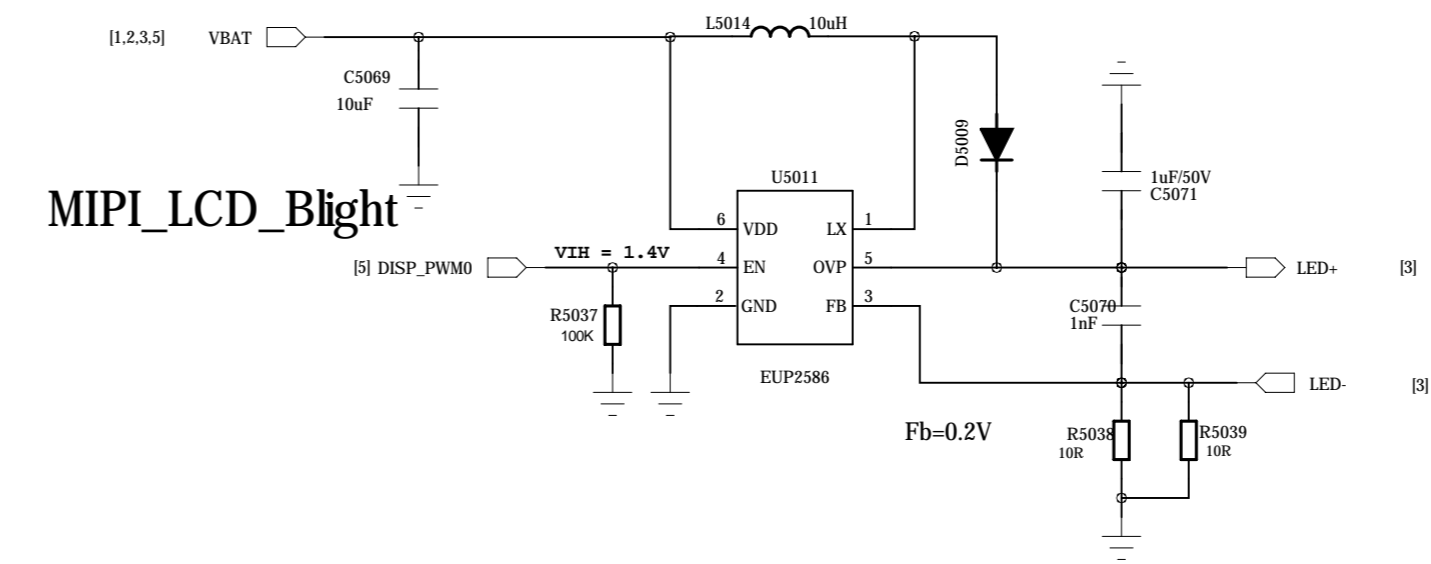 L5014 10uH
[1,2,3,5] VBAT
C5069
10uF
D5009
1uF/50V
C5071
U5011
MIPI_LCD_Blight
6 VDD LX 1
VIH = 1.4V
[5] DISP_PWM0 4 EN OVP 5 LED+ [3]
2 GND FB 3
R5037
100K
C5070
1nF
EUP2586
LED- [3]
Fb=0.2V
R5038 R5039
10R 10R